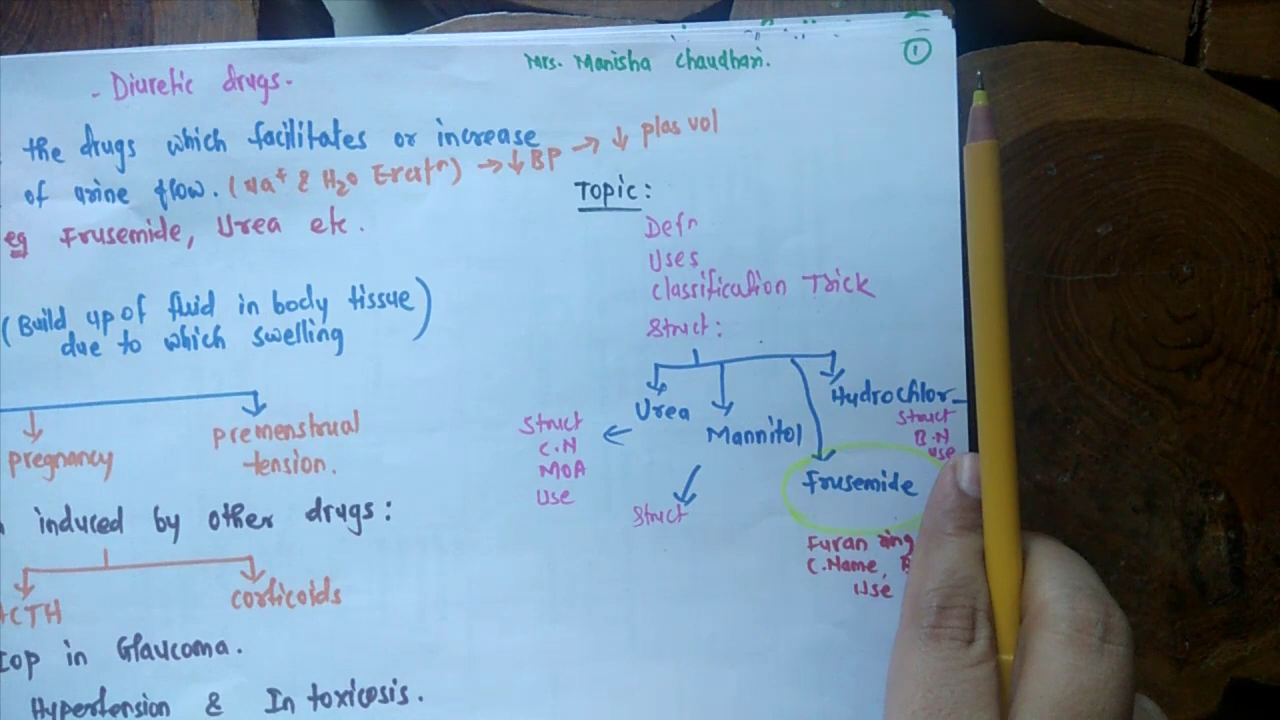 Mrs. Manisha Chaudhari.
1
- Diuretic drugs.
the drugs which facilitates or increase
of urine flow. (Na+ & H2O Excretn) → ↓ BP → ↓ plas vol
eg Frusemide, Urea etc.
(Build up of fluid in body tissue)
due to which swelling
pregnancy
premenstrual
tension.
induced by other drugs:
ACTH
corticoids
IOP in Glaucoma.
Hypertension & In toxicosis.
Topic:
Defn
Uses
Classification Trick
Struct:
Urea
Mannitol
Frusemide
Hydrochlor-
Struct
C.N
MOA
Use
Struct
Struct
B.N
use
Furan ring
C.Name,
Use